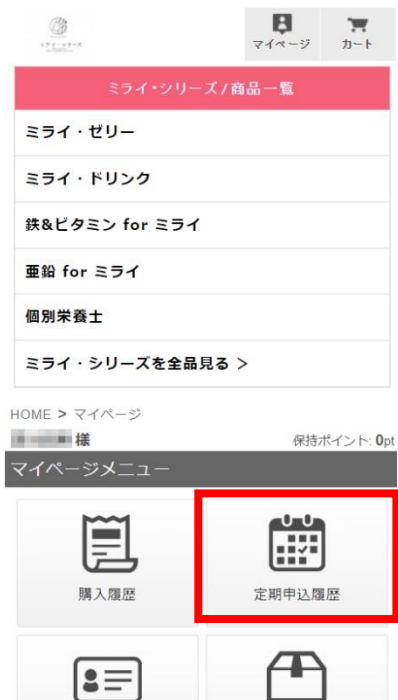 マイページ
カート
ミライ・シリーズ/商品一覧
ミライ・ゼリー
ミライ・ドリンク
鉄&ビタミン for ミライ
亜鉛 for ミライ
個別栄養士
ミライ・シリーズを全品見る >
HOME > マイページ
様
保持ポイント: 0pt
マイページメニュー
購入履歴
定期申込履歴